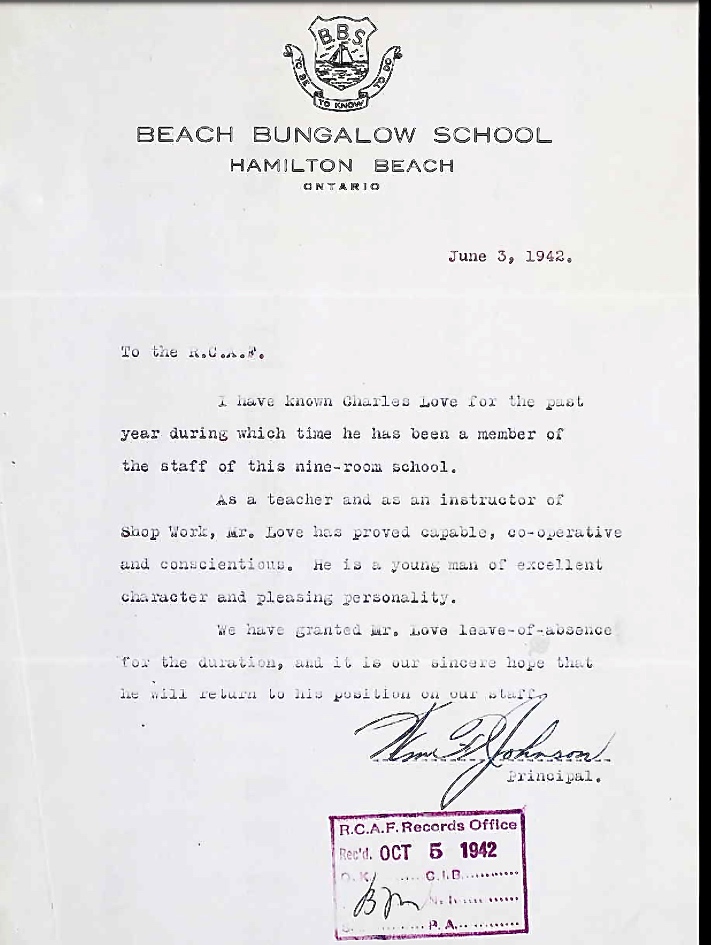 B.B.S.
TO BE TO KNOW TO DO
BEACH BUNGALOW SCHOOL
HAMILTON BEACH
ONTARIO
June 3, 1942.
To the R.C.A.F.
I have known Charles Love for the past
year during which time he has been a member of
the staff of this nine-room school.
As a teacher and as an instructor of
Shop Work, Mr. Love has proved capable, co-operative
and conscientious. He is a young man of excellent
character and pleasing personality.
We have granted Mr. Love leave-of-absence
for the duration, and it is our sincere hope that
he will return to his position on our staff.
Wm F Johnson
Principal.
R.C.A.F. Records Office
Rec'd. OCT 5 1942
O.K. ...... C.I.B. ............
P.A. ............